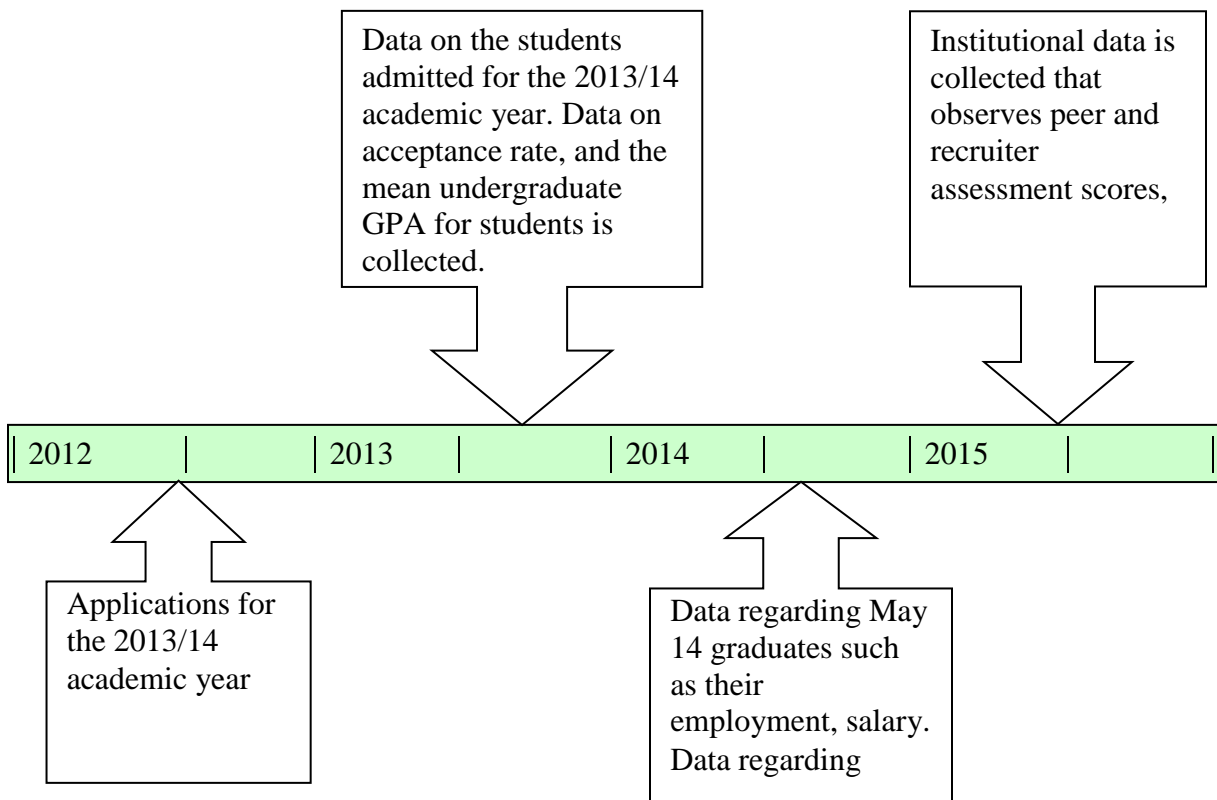 Data on the students
admitted for the 2013/14
academic year. Data on
acceptance rate, and the
mean undergraduate
GPA for students is
collected.
Institutional data is
collected that
observes peer and
recruiter
assessment scores,
2012
2013
2014
2015
Applications for
the 2013/14
academic year
Data regarding May
14 graduates such
as their
employment, salary.
Data regarding